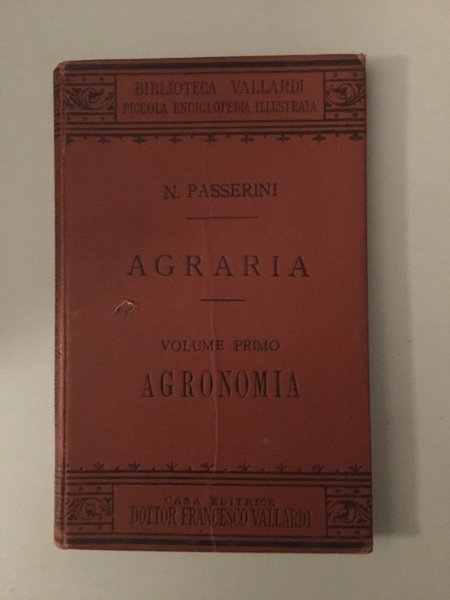 BIBLIOTECA VALLARDI
PICCOLA ENCICLOPEDIA ILLUSTRATA
N. PASSERINI
AGRARIA
VOLUME PRIMO
AGRONOMIA
CASA EDITRICE
DOTTOR FRANCESCO VALLARDI